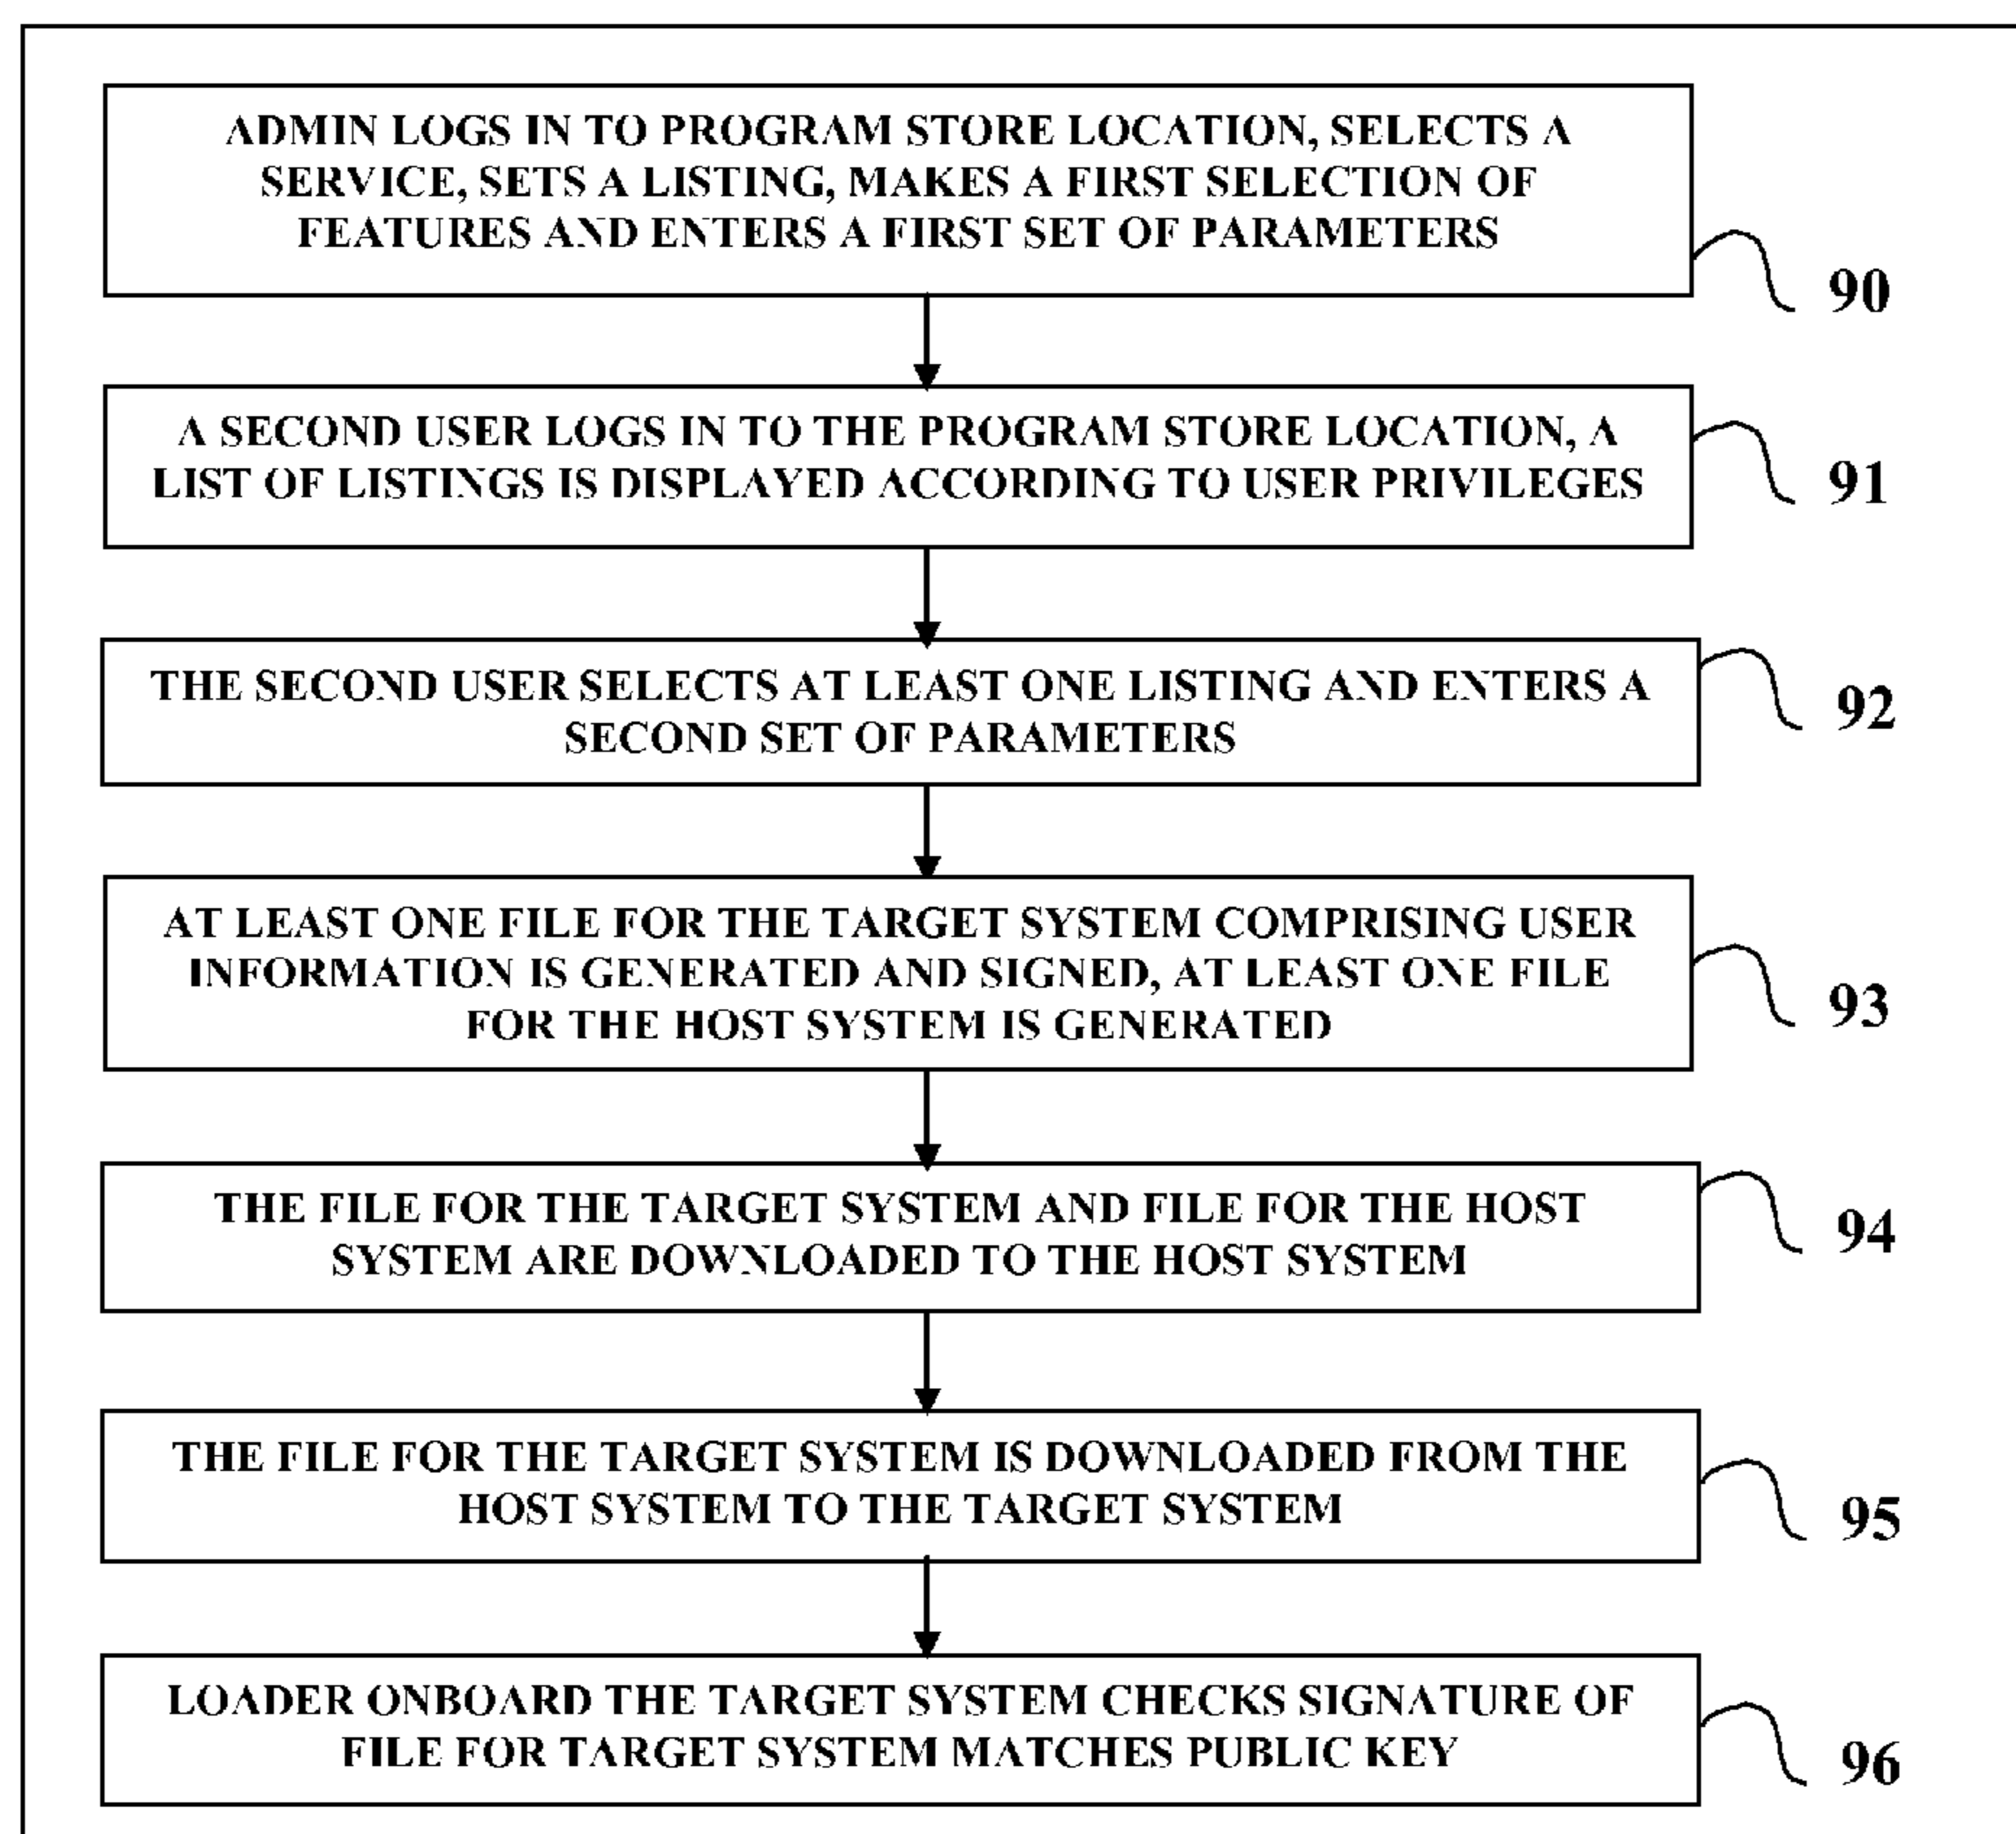 ADMIN LOGS IN TO PROGRAM STORE LOCATION, SELECTS A
SERVICE, SETS A LISTING, MAKES A FIRST SELECTION OF
FEATURES AND ENTERS A FIRST SET OF PARAMETERS
90
A SECOND USER LOGS IN TO THE PROGRAM STORE LOCATION, A
LIST OF LISTINGS IS DISPLAYED ACCORDING TO USER PRIVILEGES
91
THE SECOND USER SELECTS AT LEAST ONE LISTING AND ENTERS A
SECOND SET OF PARAMETERS
92
AT LEAST ONE FILE FOR THE TARGET SYSTEM COMPRISING USER
INFORMATION IS GENERATED AND SIGNED, AT LEAST ONE FILE
FOR THE HOST SYSTEM IS GENERATED
93
THE FILE FOR THE TARGET SYSTEM AND FILE FOR THE HOST
SYSTEM ARE DOWNLOADED TO THE HOST SYSTEM
94
THE FILE FOR THE TARGET SYSTEM IS DOWNLOADED FROM THE
HOST SYSTEM TO THE TARGET SYSTEM
95
LOADER ONBOARD THE TARGET SYSTEM CHECKS SIGNATURE OF
FILE FOR TARGET SYSTEM MATCHES PUBLIC KEY
96